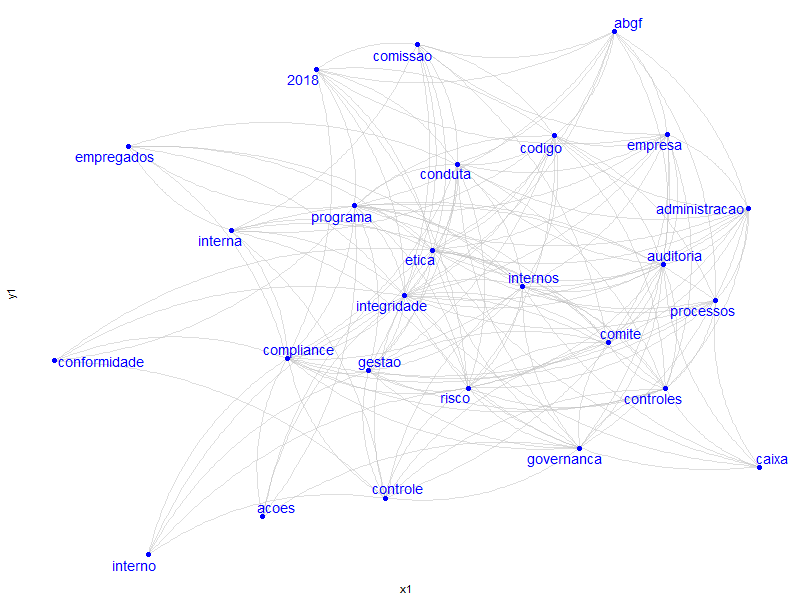 abgf
comissao
2018
empresa
codigo
empregados
conduta
administracao
programa
interna
auditoria
etica
internos
y1
integridade
processos
comite
compliance
conformidade
gestao
risco
controles
governanca
caixa
controle
acoes
interno
x1